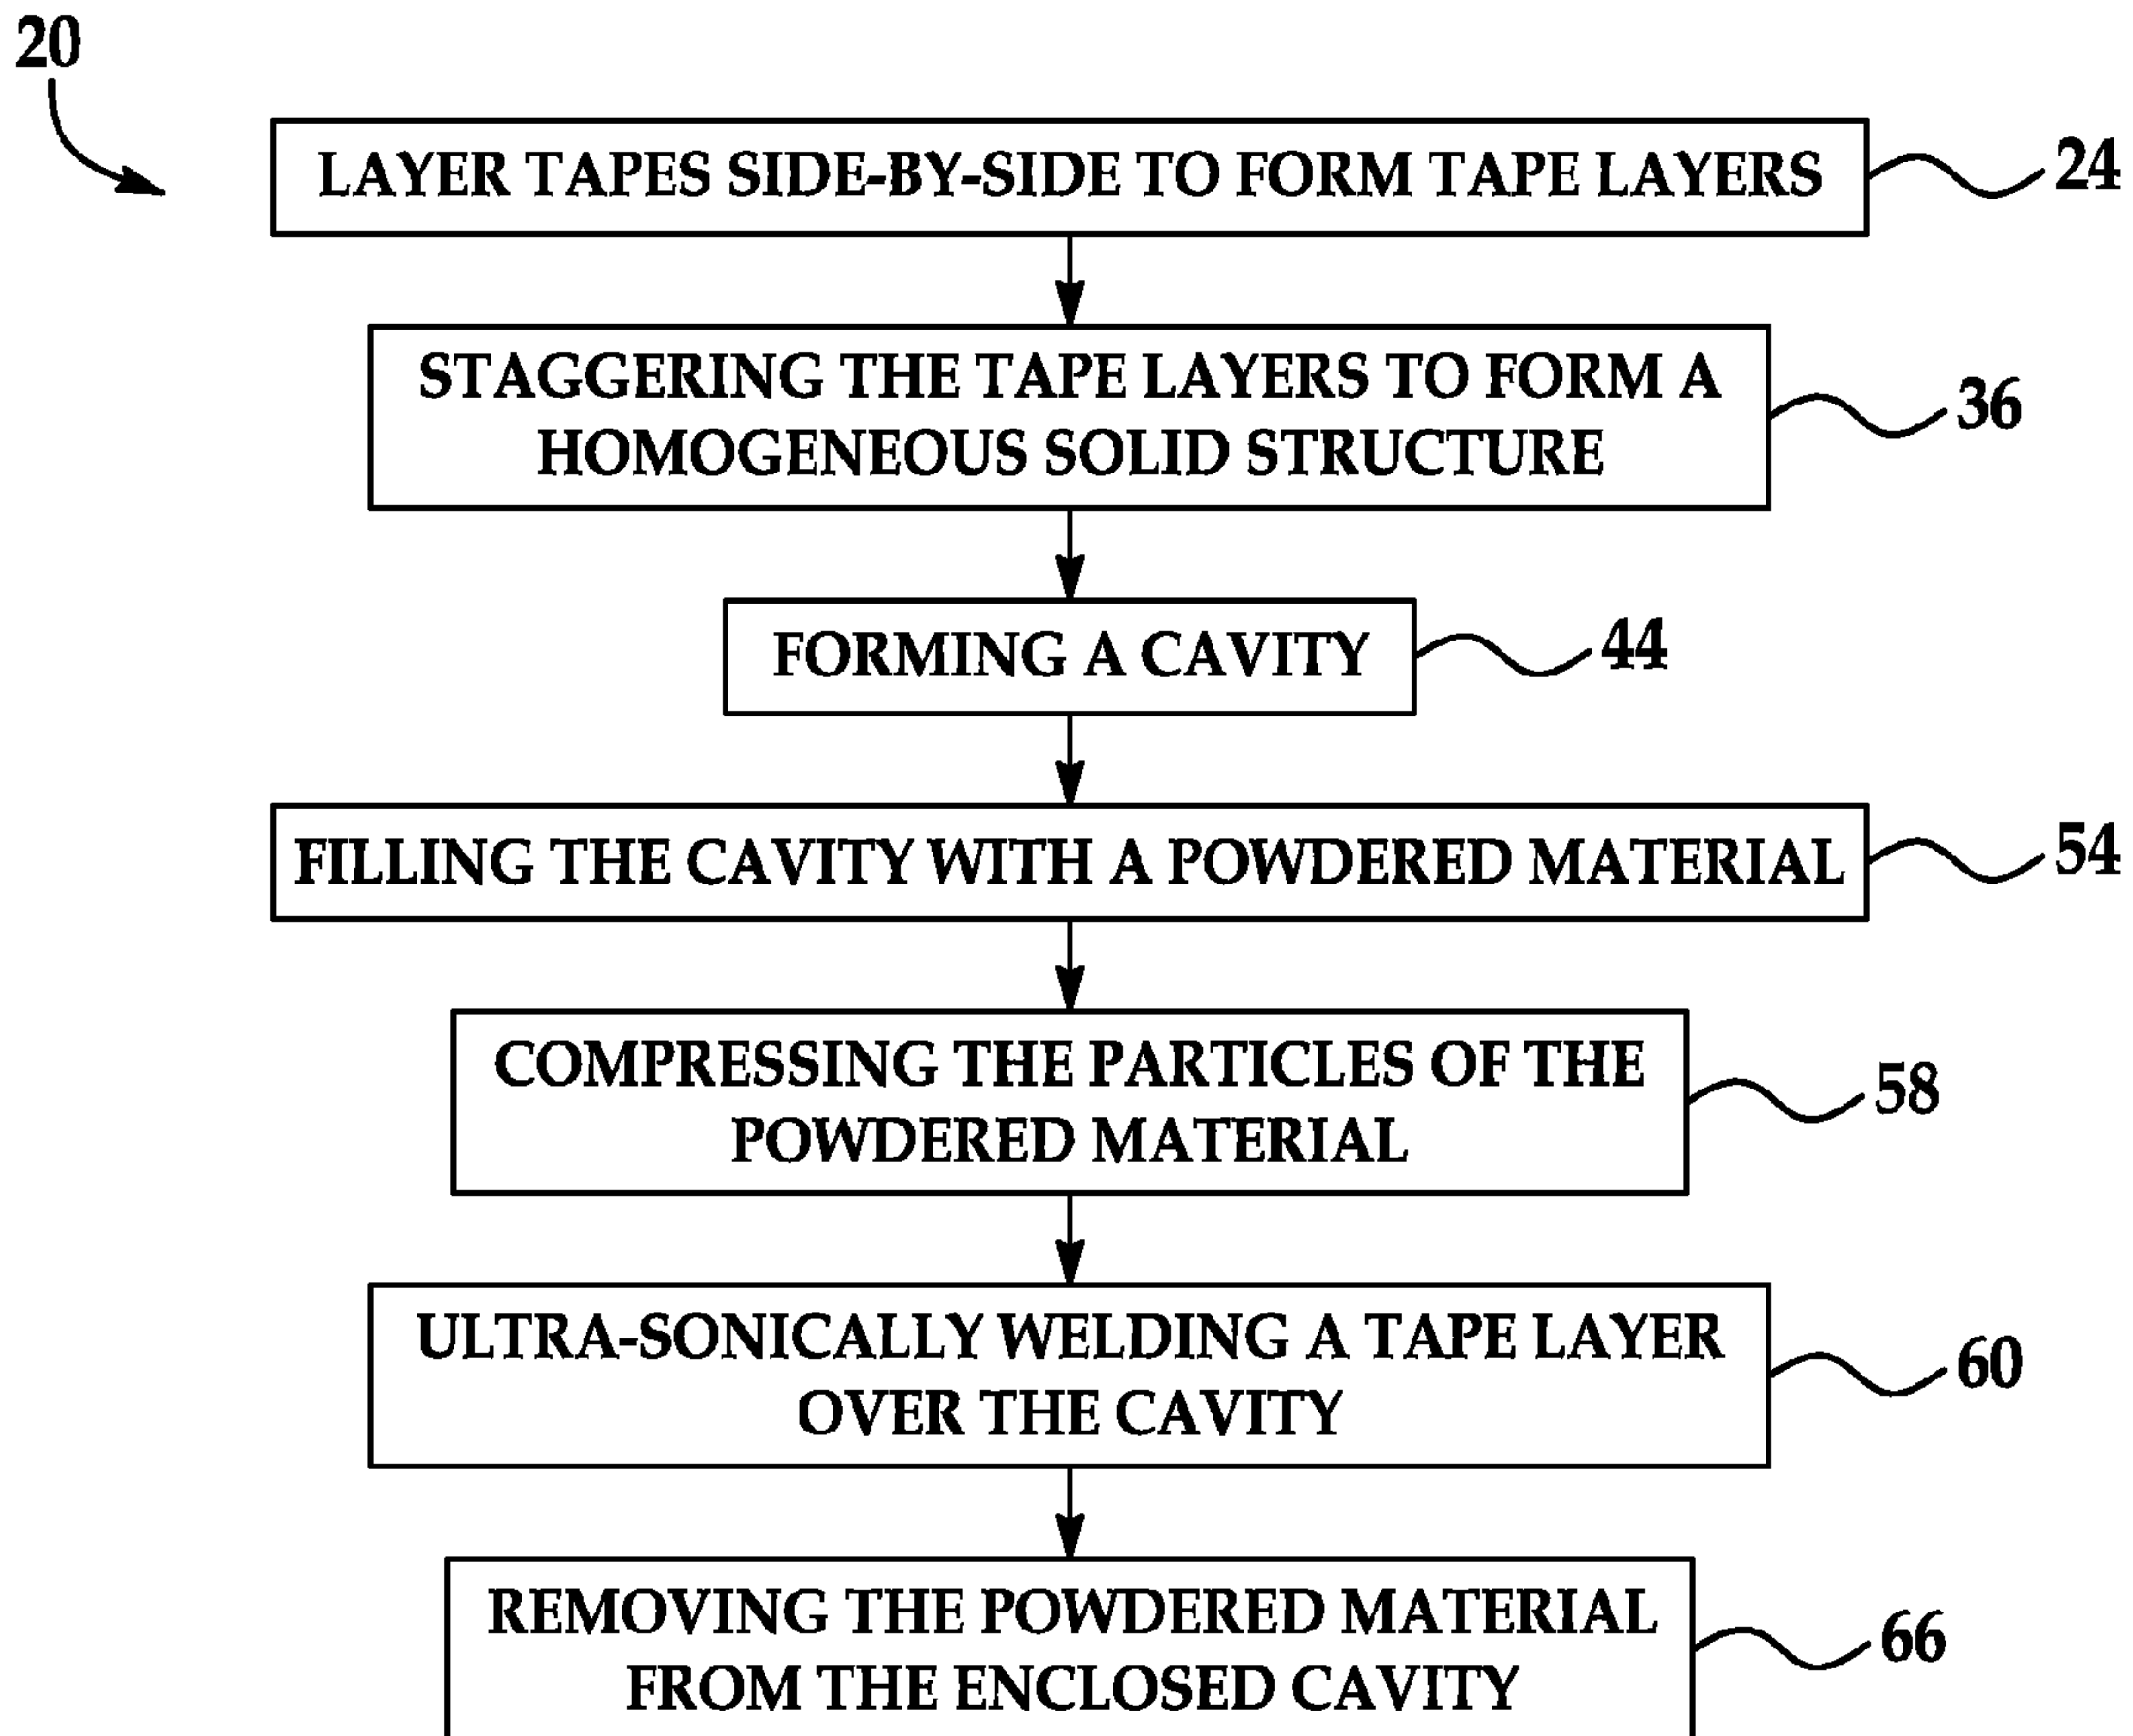 20
LAYER TAPES SIDE-BY-SIDE TO FORM TAPE LAYERS
24
STAGGERING THE TAPE LAYERS TO FORM A
HOMOGENEOUS SOLID STRUCTURE
36
FORMING A CAVITY
44
FILLING THE CAVITY WITH A POWDERED MATERIAL
54
COMPRESSING THE PARTICLES OF THE
POWDERED MATERIAL
58
ULTRA-SONICALLY WELDING A TAPE LAYER
OVER THE CAVITY
60
REMOVING THE POWDERED MATERIAL
FROM THE ENCLOSED CAVITY
66